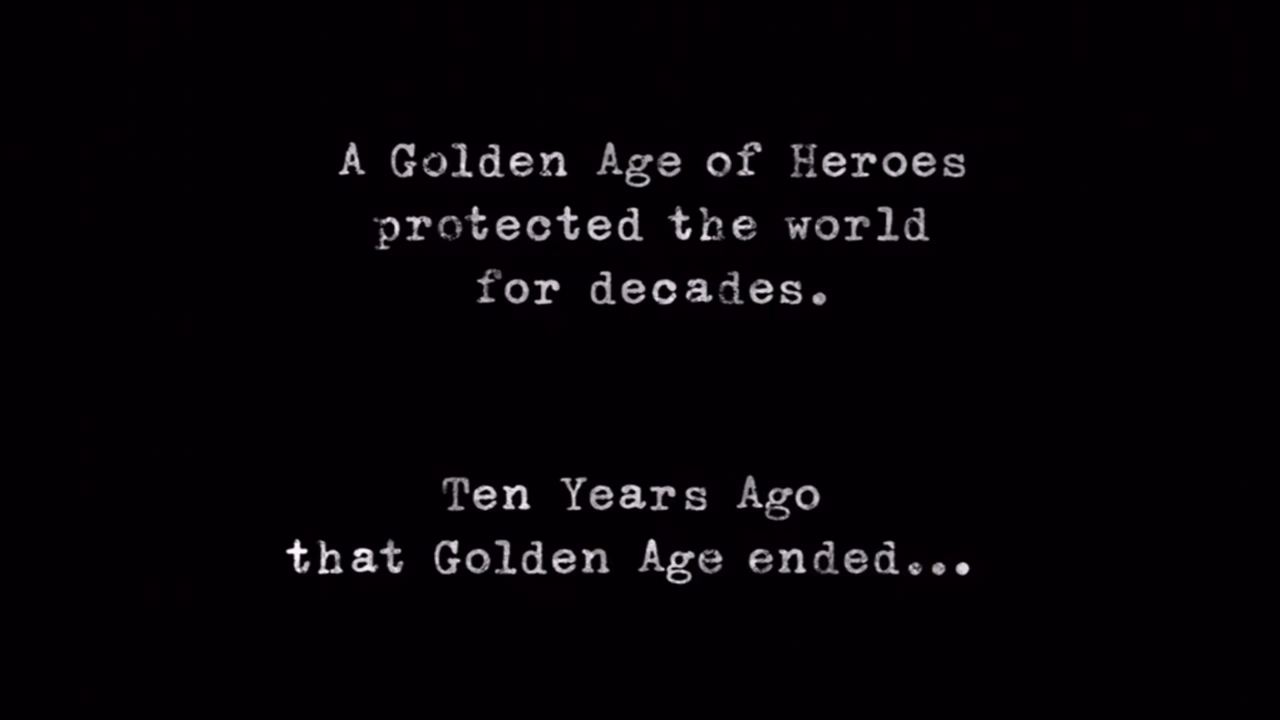 A Golden Age of Heroes
protected the world
for decades.
Ten Years Ago
that Golden Age ended...